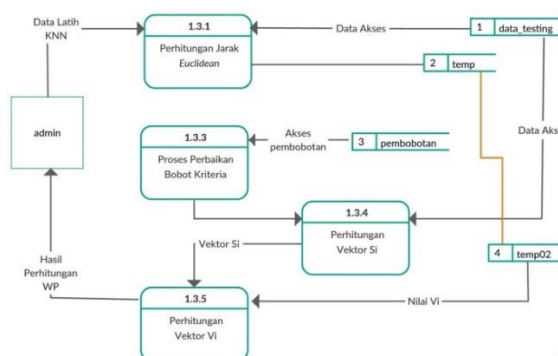 Data Latih
KNN
1.3.1
Perhitungan Jarak
Euclidean
Data Akses
1 data_testing
2 temp
admin
1.3.3
Proses Perbaikan
Bobot Kriteria
Akses
pembobotan
3 pembobotan
Data Aks
1.3.4
Perhitungan
Vektor Si
Vektor Si
4 temp02
Hasil
Perhitungan
WP
1.3.5
Perhitungan
Vektor Vi
Nilai Vi